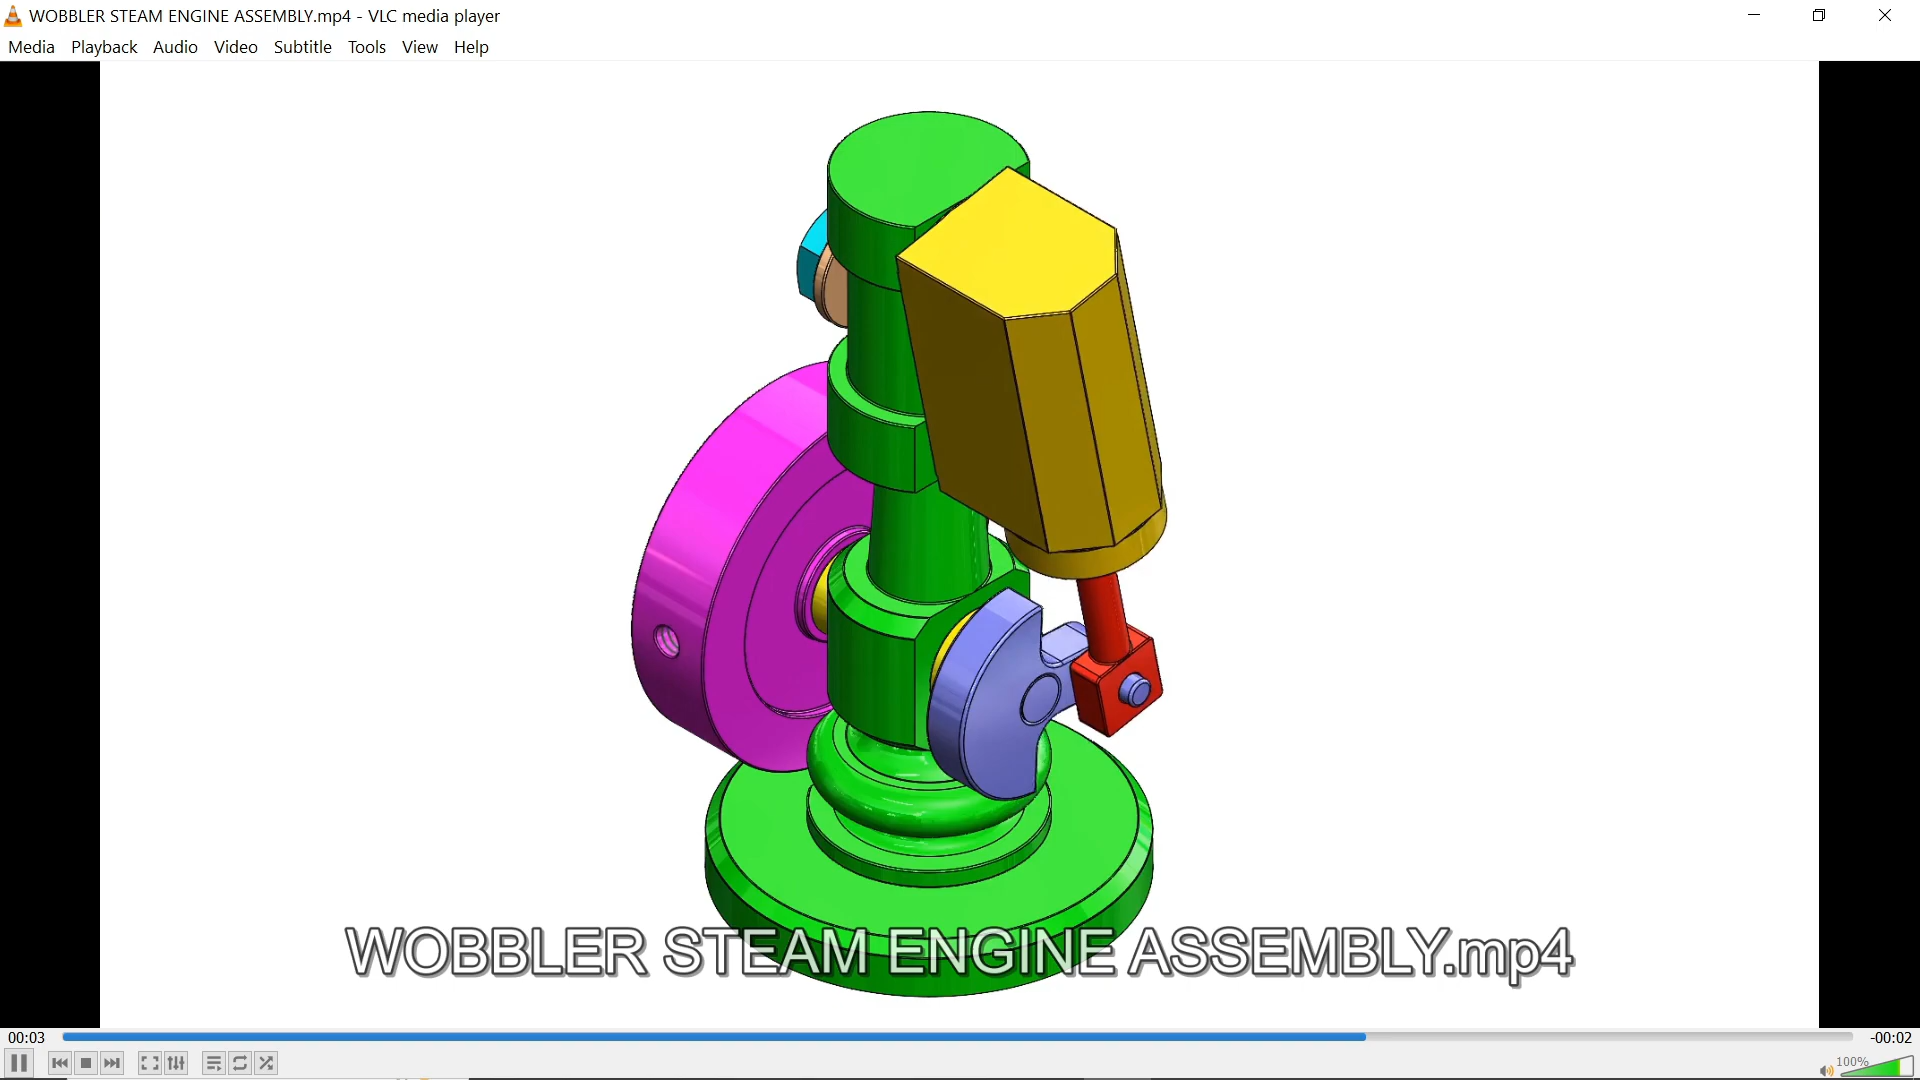 WOBBLER STEAM ENGINE ASSEMBLY.mp4 - VLC media player
Media Playback Audio Video Subtitle Tools View Help
WOBBLER STEAM ENGINE ASSEMBLY.mp4
00:03 -00:02
100%